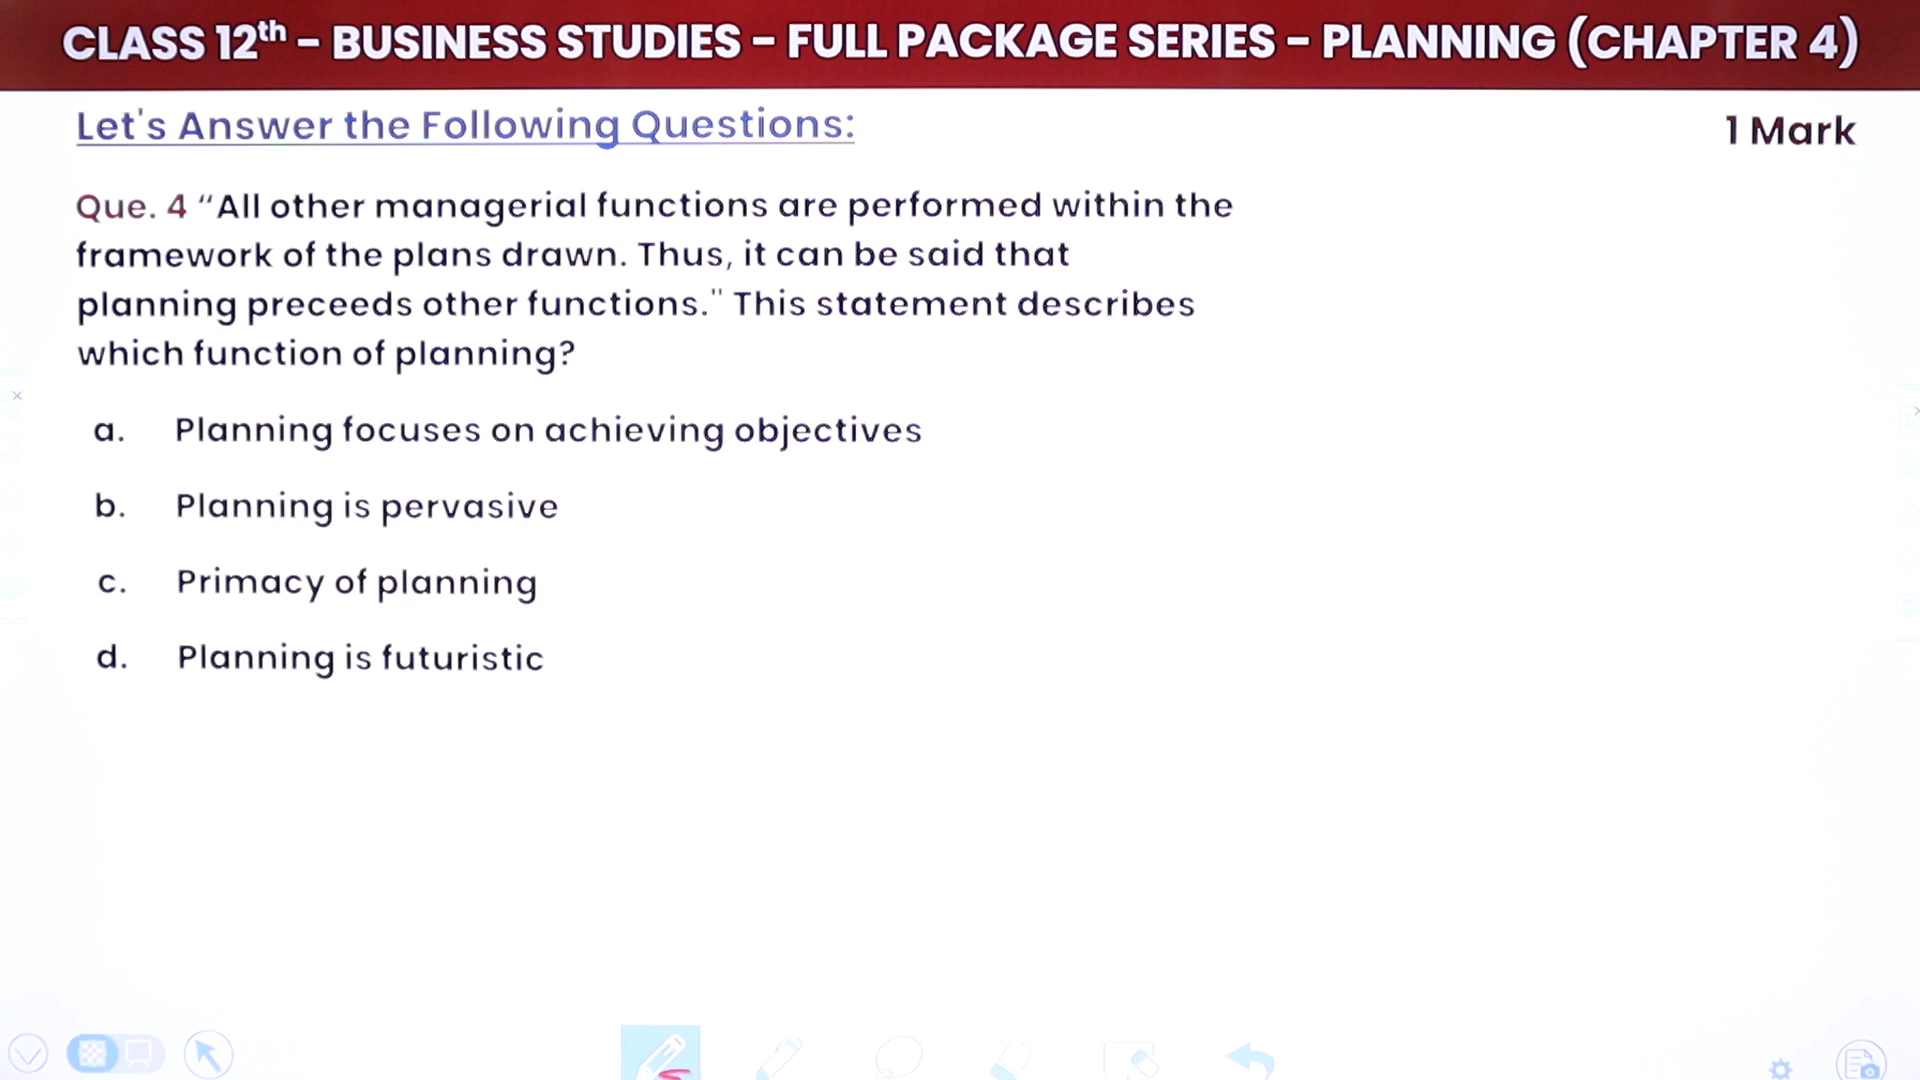 CLASS 12th – BUSINESS STUDIES – FULL PACKAGE SERIES – PLANNING (CHAPTER 4)
Let's Answer the Following Questions:
1 Mark
Que. 4 “All other managerial functions are performed within the
framework of the plans drawn. Thus, it can be said that
planning preceeds other functions." This statement describes
which function of planning?
a. Planning focuses on achieving objectives
b. Planning is pervasive
c. Primacy of planning
d. Planning is futuristic